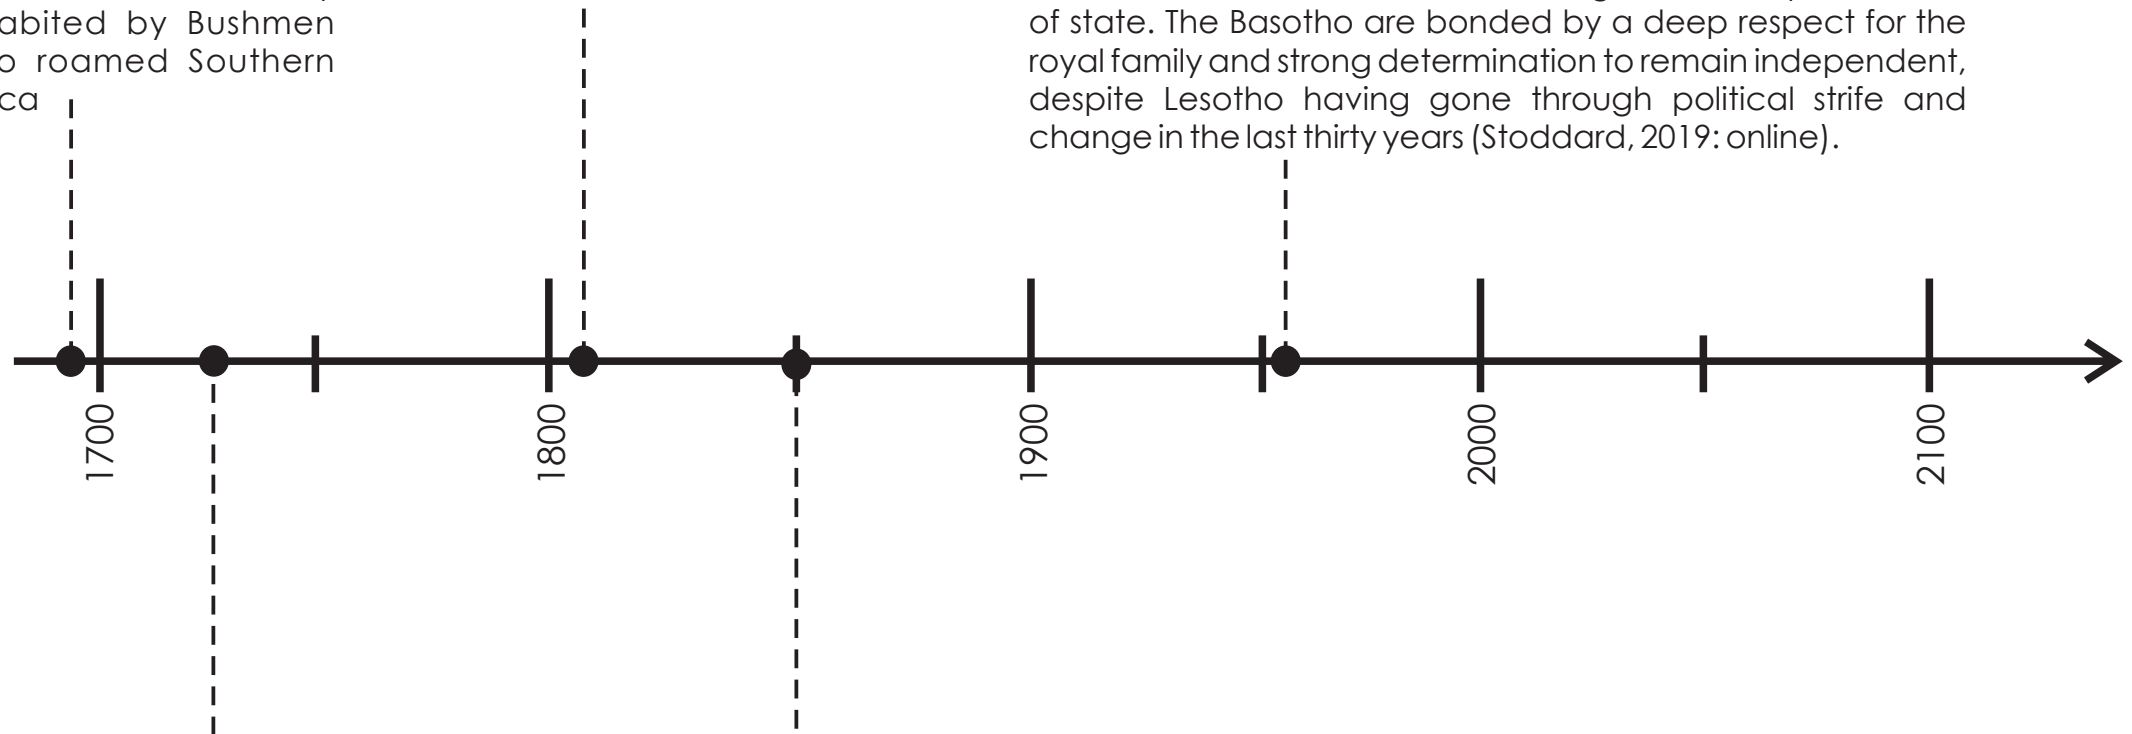 abited by Bushmen
o roamed Southern
ca
of state. The Basotho are bonded by a deep respect for the
royal family and strong determination to remain independent,
despite Lesotho having gone through political strife and
change in the last thirty years (Stoddard, 2019: online).
1700
1800
1900
2000
2100